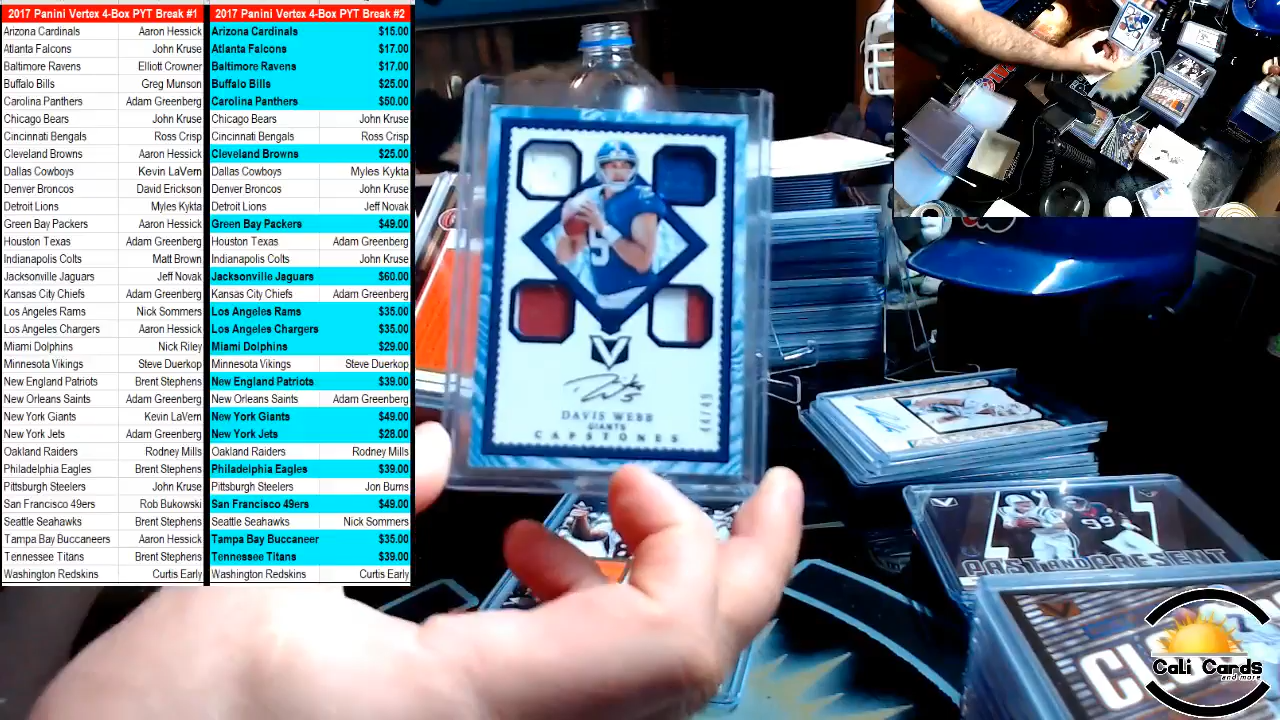 2017 Panini Vertex 4-Box PYT Break #1
Arizona Cardinals Aaron Hessick
Atlanta Falcons John Kruse
Baltimore Ravens Elliott Crowner
Buffalo Bills Greg Munson
Carolina Panthers Adam Greenberg
Chicago Bears John Kruse
Cincinnati Bengals Ross Crisp
Cleveland Browns Aaron Hessick
Dallas Cowboys Kevin LaVern
Denver Broncos David Erickson
Detroit Lions Myles Kykta
Green Bay Packers Aaron Hessick
Houston Texas Adam Greenberg
Indianapolis Colts Matt Brown
Jacksonville Jaguars Jeff Novak
Kansas City Chiefs Adam Greenberg
Los Angeles Rams Nick Sommers
Los Angeles Chargers Aaron Hessick
Miami Dolphins Nick Riley
Minnesota Vikings Steve Duerkop
New England Patriots Brent Stephens
New Orleans Saints Adam Greenberg
New York Giants Kevin LaVern
New York Jets Adam Greenberg
Oakland Raiders Rodney Mills
Philadelphia Eagles Brent Stephens
Pittsburgh Steelers John Kruse
San Francisco 49ers Rob Bukowski
Seattle Seahawks Brent Stephens
Tampa Bay Buccaneers Aaron Hessick
Tennessee Titans Brent Stephens
Washington Redskins Curtis Early
2017 Panini Vertex 4-Box PYT Break #2
Arizona Cardinals $15.00
Atlanta Falcons $17.00
Baltimore Ravens $17.00
Buffalo Bills $25.00
Carolina Panthers $50.00
Chicago Bears John Kruse
Cincinnati Bengals Ross Crisp
Cleveland Browns $25.00
Dallas Cowboys Myles Kykta
Denver Broncos John Kruse
Detroit Lions Jeff Novak
Green Bay Packers $49.00
Houston Texas Adam Greenberg
Indianapolis Colts John Kruse
Jacksonville Jaguars $60.00
Kansas City Chiefs Adam Greenberg
Los Angeles Rams $35.00
Los Angeles Chargers $35.00
Miami Dolphins $29.00
Minnesota Vikings Steve Duerkop
New England Patriots $39.00
New Orleans Saints Adam Greenberg
New York Giants $49.00
New York Jets $28.00
Oakland Raiders Rodney Mills
Philadelphia Eagles $39.00
Pittsburgh Steelers Jon Burns
San Francisco 49ers $49.00
Seattle Seahawks Nick Sommers
Tampa Bay Buccaneer $35.00
Tennessee Titans $39.00
Washington Redskins Curtis Early
5
DAVIS WEBB
GIANTS
CAPSTONES
44/49
99
PAST AND PRESENT
Cali Cards
and more